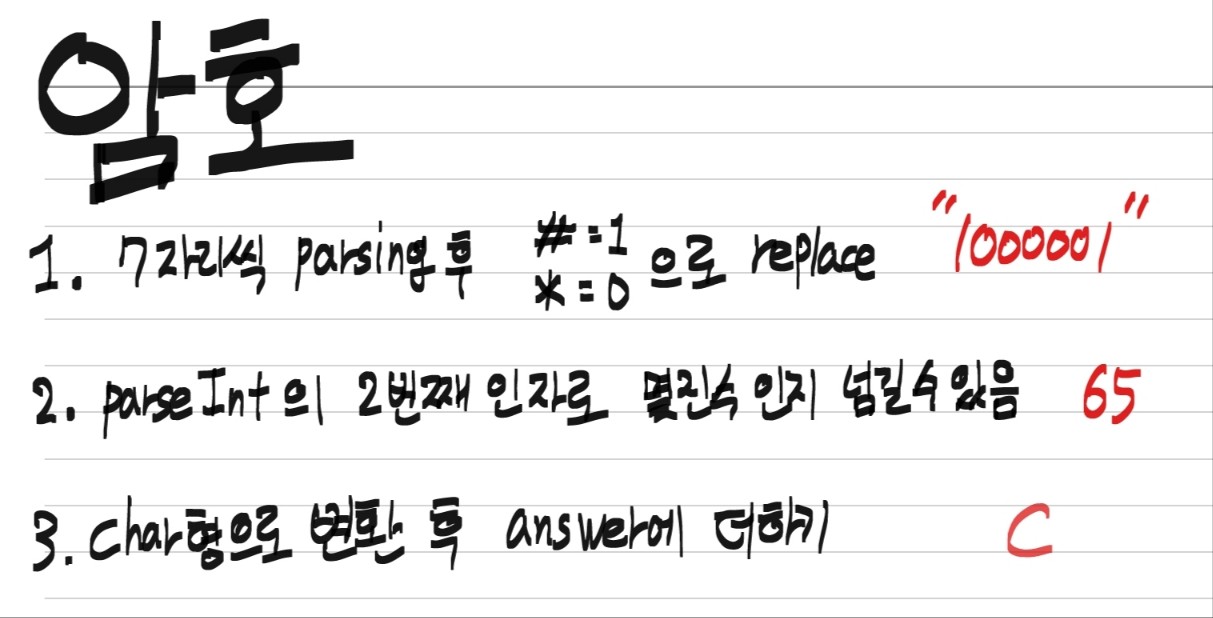 암호
1. 7자리씩 parsing 후 #=1 *=0 으로 replace "1000001"
2. parseInt의 2번째 인자로 몇진수 인지 넘길수있음 65
3. char형으로 변환 후 answer에 더하기 C